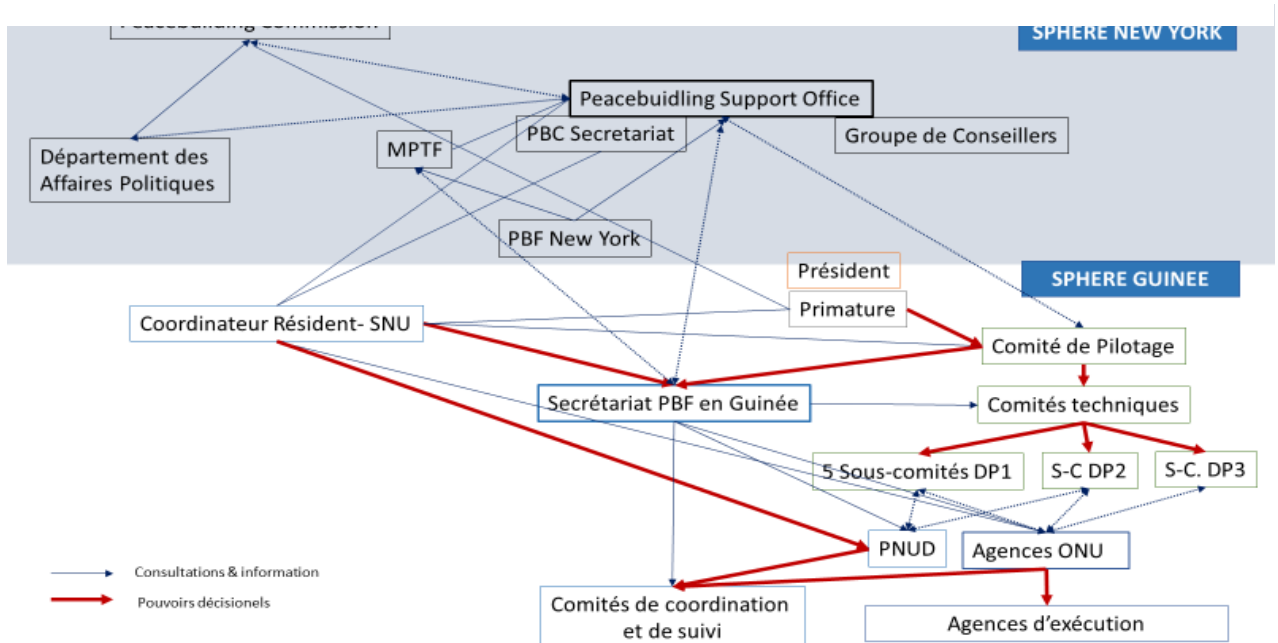 Peacebuilding Commission
SPHERE NEW YORK
Peacebuidling Support Office
PBC Secretariat
Groupe de Conseillers
MPTF
Département des
Affaires Politiques
PBF New York
Président
SPHERE GUINEE
Primature
Coordinateur Résident- SNU
Comité de Pilotage
Secrétariat PBF en Guinée
Comités techniques
5 Sous-comités DP1
S-C DP2
S-C. DP3
PNUD
Agences ONU
Consultations & information
Pouvoirs décisionels
Comités de coordination
et de suivi
Agences d’exécution